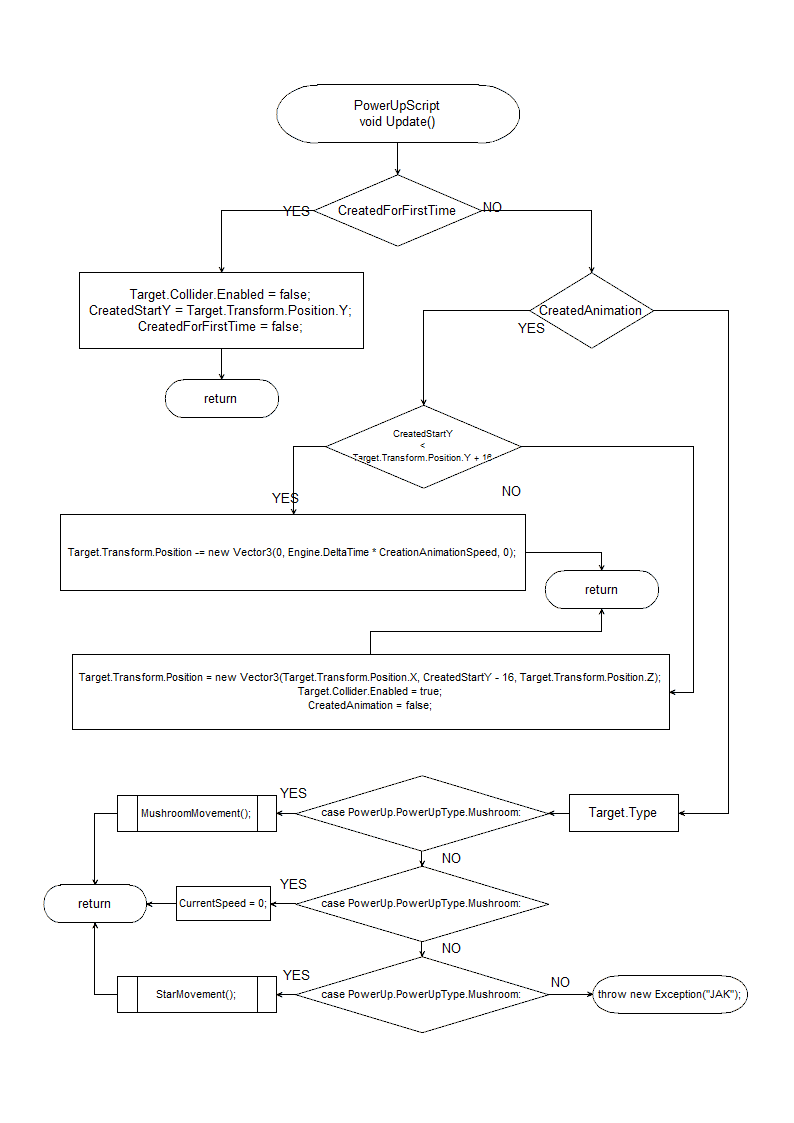 PowerUpScript
void Update()
YES
CreatedForFirstTime
NO
Target.Collider.Enabled = false;
CreatedStartY = Target.Transform.Position.Y;
CreatedForFirstTime = false;
CreatedAnimation
YES
return
CreatedStartY
<
Target.Transform.Position.Y + 16
YES
NO
Target.Transform.Position -= new Vector3(0, Engine.DeltaTime * CreationAnimationSpeed, 0);
return
Target.Transform.Position = new Vector3(Target.Transform.Position.X, CreatedStartY - 16, Target.Transform.Position.Z);
Target.Collider.Enabled = true;
CreatedAnimation = false;
YES
MushroomMovement();
case PowerUp.PowerUpType.Mushroom:
Target.Type
NO
YES
return
CurrentSpeed = 0;
case PowerUp.PowerUpType.Mushroom:
NO
YES
StarMovement();
case PowerUp.PowerUpType.Mushroom:
NO
throw new Exception("JAK");